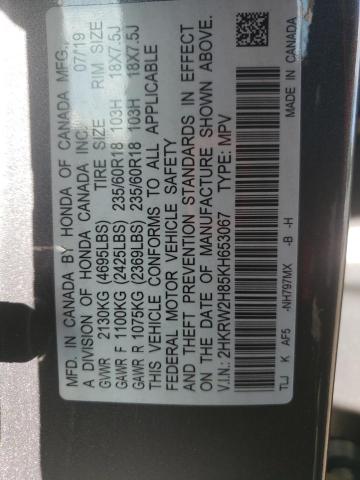 MFD. IN CANADA BY HONDA OF CANADA MFG.,
A DIVISION OF HONDA CANADA INC. 07/19
GVWR 2130KG (4695LBS) TIRE SIZE RIM SIZE
GAWR F 1100KG (2425LBS) 235/60R18 103H 18X7.5J
GAWR R 1075KG (2369LBS) 235/60R18 103H 18X7.5J
THIS VEHICLE CONFORMS TO ALL APPLICABLE
FEDERAL MOTOR VEHICLE SAFETY
AND THEFT PREVENTION STANDARDS IN EFFECT
ON THE DATE OF MANUFACTURE SHOWN ABOVE.
V.I.N.: 2HKRW2H85KH653067 TYPE: MPV
TLJ K AF5 -NH797MX -B -H MADE IN CANADA